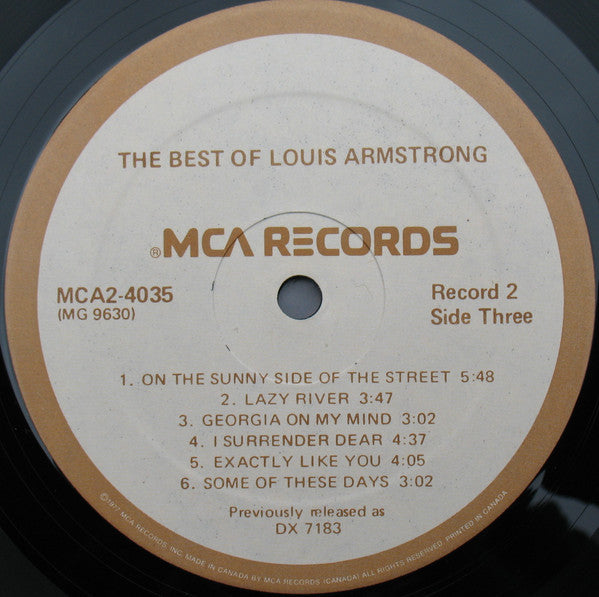 THE BEST OF LOUIS ARMSTRONG
®MCA RECORDS
MCA2-4035
(MG 9630)
Record 2
Side Three
1. ON THE SUNNY SIDE OF THE STREET 5:48
2. LAZY RIVER 3:47
3. GEORGIA ON MY MIND 3:02
4. I SURRENDER DEAR 4:37
5. EXACTLY LIKE YOU 4:05
6. SOME OF THESE DAYS 3:02
Previously released as
DX 7183
©1977 MCA RECORDS INC. MADE IN CANADA BY MCA RECORDS (CANADA) ALL RIGHTS RESERVED, PRINTED IN CANADA.